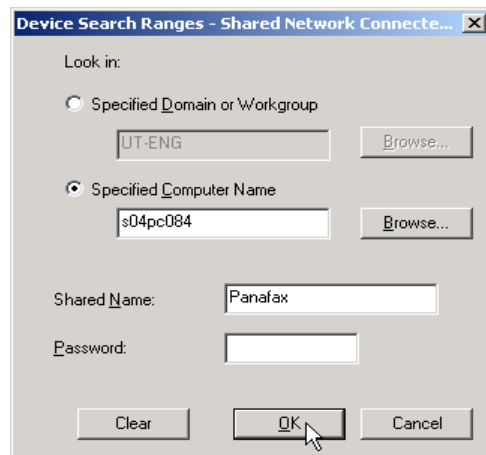 Device Search Ranges - Shared Network Connecte...
Look in:
Specified Domain or Workgroup
UT-ENG
Browse...
Specified Computer Name
s04pc084
Browse...
Shared Name:
Panafax
Password:
Clear
OK
Cancel